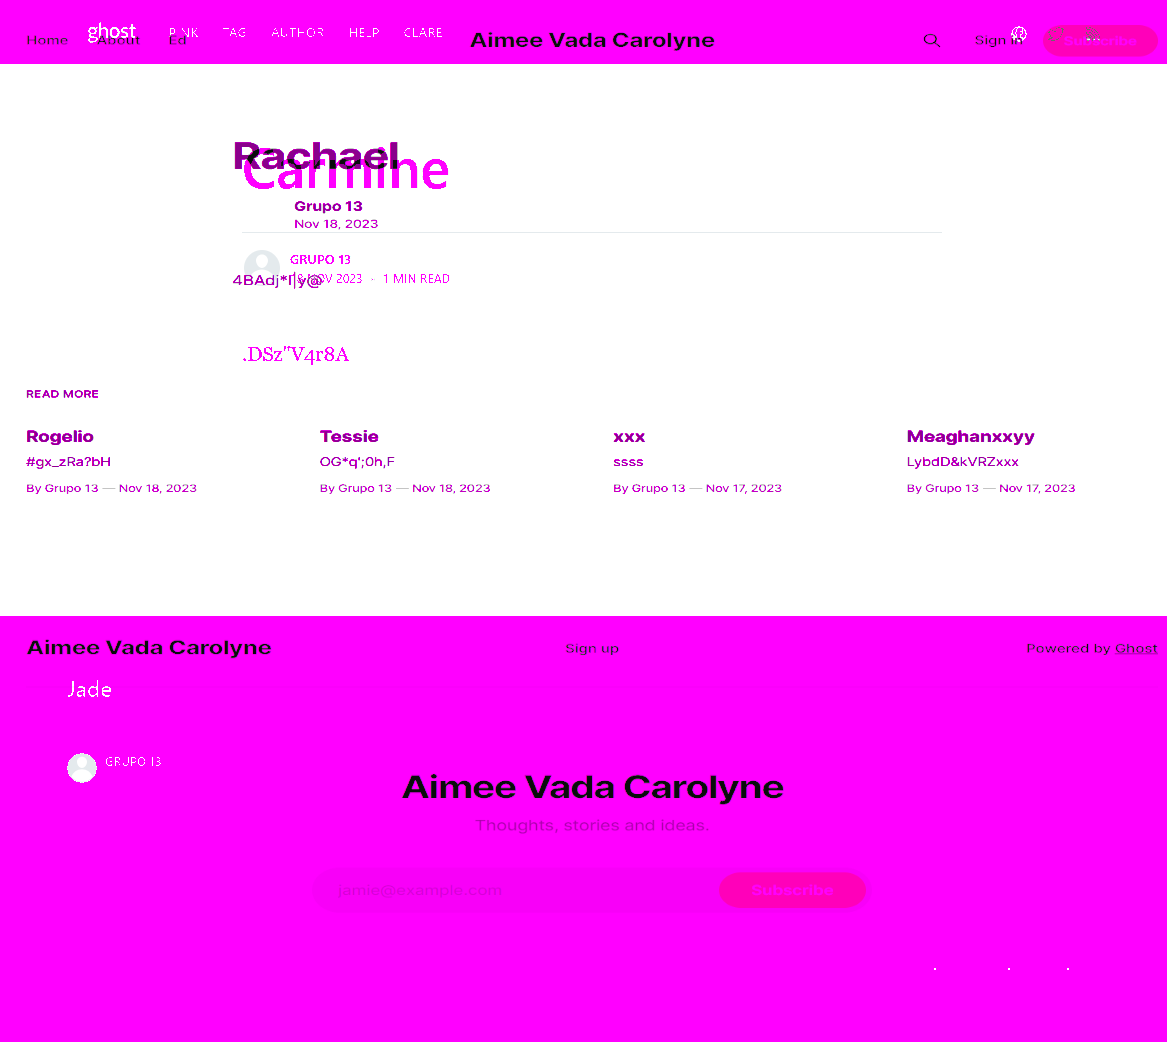 Home About Ed
ghost PINK TAG AUTHOR HELP CLARE
Aimee Vada Carolyne
Sign in
Subscribe
Rachael
Carmine
Grupo 13
Nov 18, 2023
GRUPO 13
18 NOV 2023 · 1 MIN READ
.DSz"V4r8A
READ MORE
Rogelio Tessie xxx Meaghanxxyy
#gx_zRa?bH OG*q';0h,F ssss LybdD&kVRZxxx
By Grupo 13 — Nov 18, 2023 By Grupo 13 — Nov 18, 2023 By Grupo 13 — Nov 17, 2023 By Grupo 13 — Nov 17, 2023
Aimee Vada Carolyne Sign up Powered by Ghost
Jade
GRUPO 13
Aimee Vada Carolyne
Thoughts, stories and ideas.
jamie@example.com Subscribe